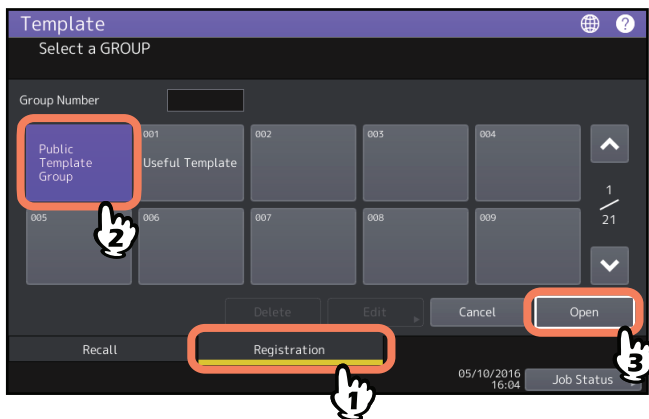 Template
?
Select a GROUP
Group Number
Public
Template
Group
001
Useful Template
002
003
004
1
21
005
006
007
008
009
2
Delete
Edit
Cancel
Open
Recall
Registration
3
1
05/10/2016
16:04
Job Status